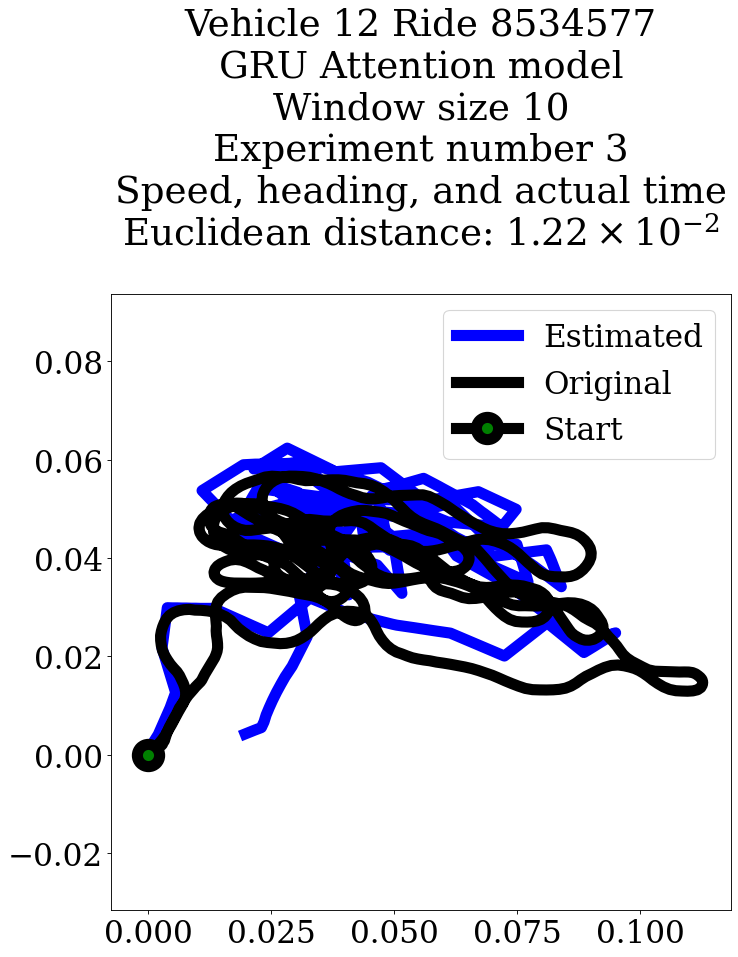 Vehicle 12 Ride 8534577
GRU Attention model
Window size 10
Experiment number 3
Speed, heading, and actual time
Euclidean distance: 1.22 × 10⁻²
Estimated
Original
Start
0.08
0.06
0.04
0.02
0.00
−0.02
0.000 0.025 0.050 0.075 0.100